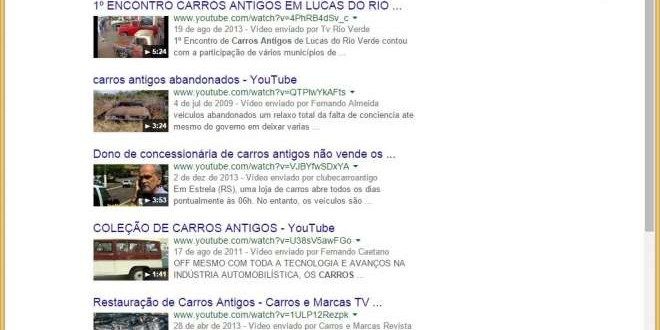 1º ENCONTRO CARROS ANTIGOS EM LUCAS DO RIO ...
www.youtube.com/watch?v=4PhRB4dSv_c
19 de ago de 2013 - Vídeo enviado por Tv Rio Verde
1º Encontro de Carros Antigos de Lucas do Rio Verde contou
com a participação de vários municípios de ...
5:24
carros antigos abandonados - YouTube
www.youtube.com/watch?v=QTPlwYkAFts
4 de jul de 2009 - Vídeo enviado por Fernando Almeida
veiculos abandonados um relaxo total da falta de conciencia ate
mesmo do governo em deixar varias ...
3:24
Dono de concessionária de carros antigos não vende os ...
www.youtube.com/watch?v=VJBYfwSDxYA
2 de dez de 2013 - Vídeo enviado por clubecarroantigo
Em Estrela (RS), uma loja de carros abre todos os dias
pontualmente às 06h. No entanto, os veículos são ...
3:53
COLEÇÃO DE CARROS ANTIGOS - YouTube
www.youtube.com/watch?v=U38sV5awFGo
17 de ago de 2011 - Vídeo enviado por Fernando Caetano
OFF MESMO COM TODA A TECNOLOGIA E AVANÇOS NA
INDÚSTRIA AUTOMOBILÍSTICA, OS CARROS ...
1:41
Restauração de Carros Antigos - Carros e Marcas TV ...
www.youtube.com/watch?v=1ULP12Rezpk
28 de abr de 2013 - Vídeo enviado por Carros e Marcas Revista